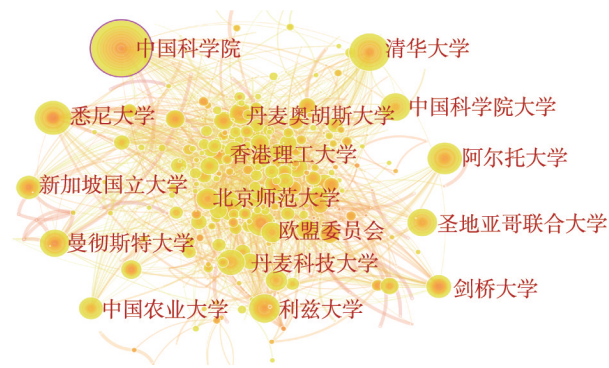 中国科学院
清华大学
悉尼大学
丹麦奥胡斯大学
中国科学院大学
香港理工大学
阿尔托大学
新加坡国立大学
北京师范大学
圣地亚哥联合大学
曼彻斯特大学
欧盟委员会
丹麦科技大学
剑桥大学
中国农业大学
利兹大学